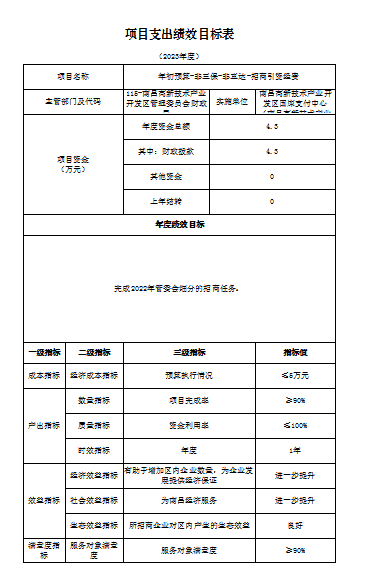 项目支出绩效目标表
（2023年度）
项目名称 年初预算-非三保-非直达-招商引资经费
主管部门及代码 115-南昌高新技术产业开发区管理委员会财政 实施单位 南昌高新技术产业开发区国库支付中心
项目资金（万元） 年度资金总额 4.3
其中：财政拨款 4.3
其他资金 0
上年结转 0
年度绩效目标
完成2022年管委会细分的招商任务。
一级指标 二级指标 三级指标 指标值
成本指标 经济成本指标 预算执行情况 ≤5万元
产出指标 数量指标 项目完成率 ≥90%
质量指标 资金利用率 ≤100%
时效指标 年度 1年
效益指标 经济效益指标 有助于增加区内企业数量，为企业发展提供经济保证 进一步提升
社会效益指标 为南昌经济服务 进一步提升
生态效益指标 所招商企业对区内产生的生态效益 良好
满意度指标 服务对象满意度 服务对象满意度 ≥90%